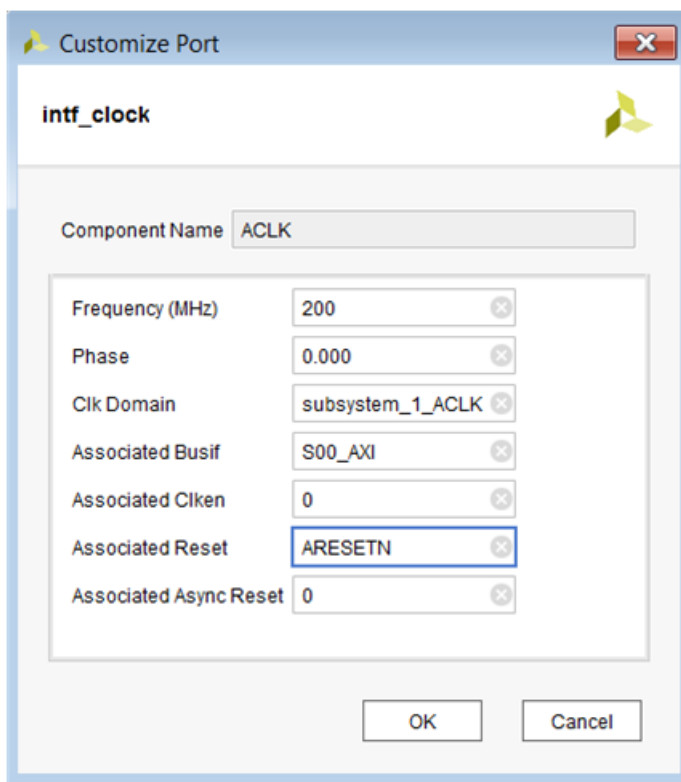 Customize Port
intf_clock
Component Name ACLK
Frequency (MHz) 200
Phase 0.000
Clk Domain subsystem_1_ACLK
Associated Busif S00_AXI
Associated Clken 0
Associated Reset ARESETN
Associated Async Reset 0
OK Cancel